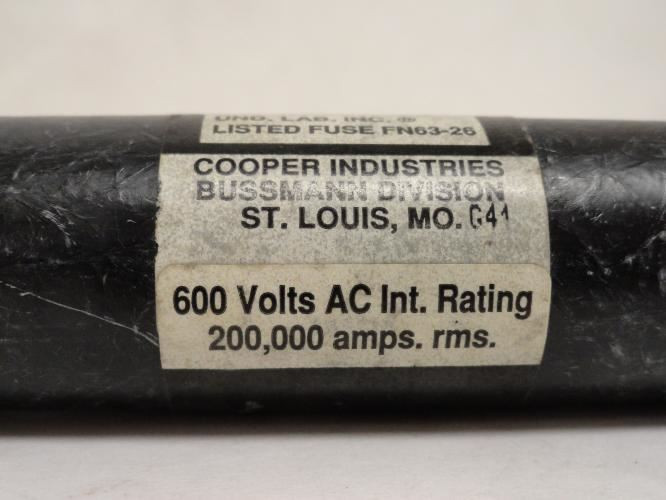 UND. LAB. INC. ®
LISTED FUSE FN63-26
COOPER INDUSTRIES
BUSSMANN DIVISION
ST. LOUIS, MO. G41
600 Volts AC Int. Rating
200,000 amps. rms.